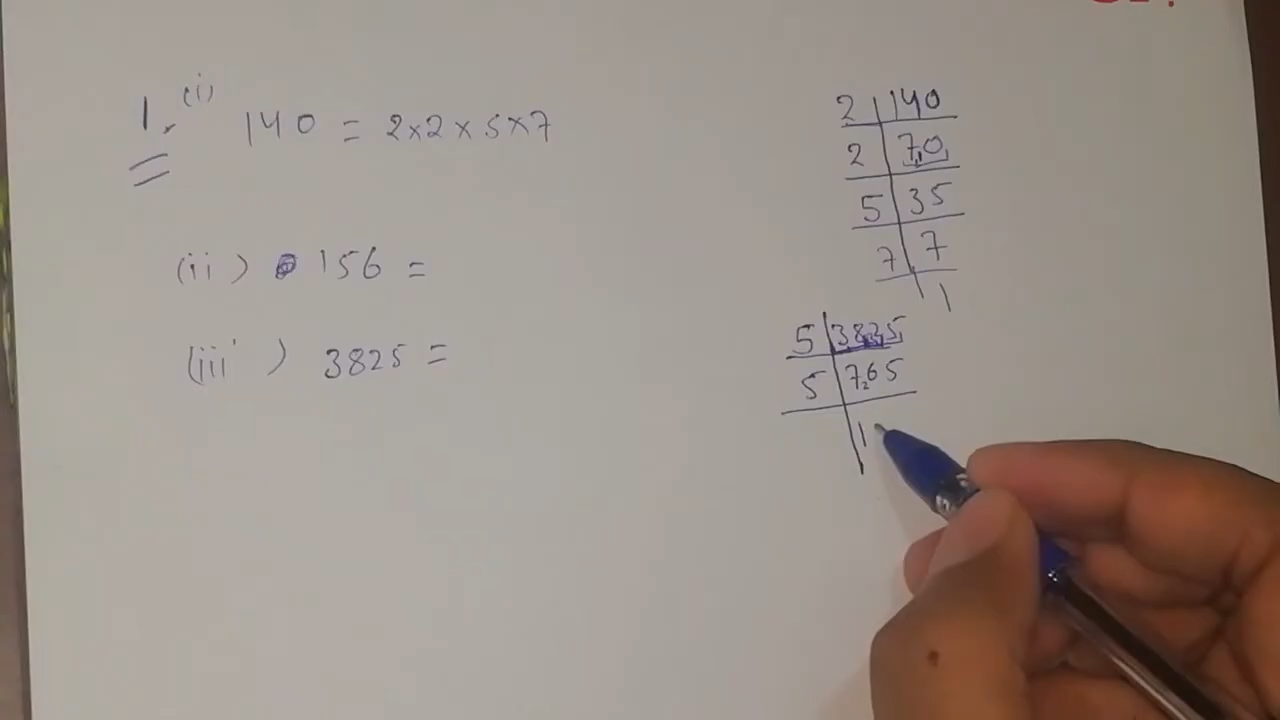 1. (i) 140 = 2×2×5×7
(ii) 156 =
(iii) 3825 =
2 | 140
2 | 70
5 | 35
7 | 7
1
5 | 3825
5 | 765
1